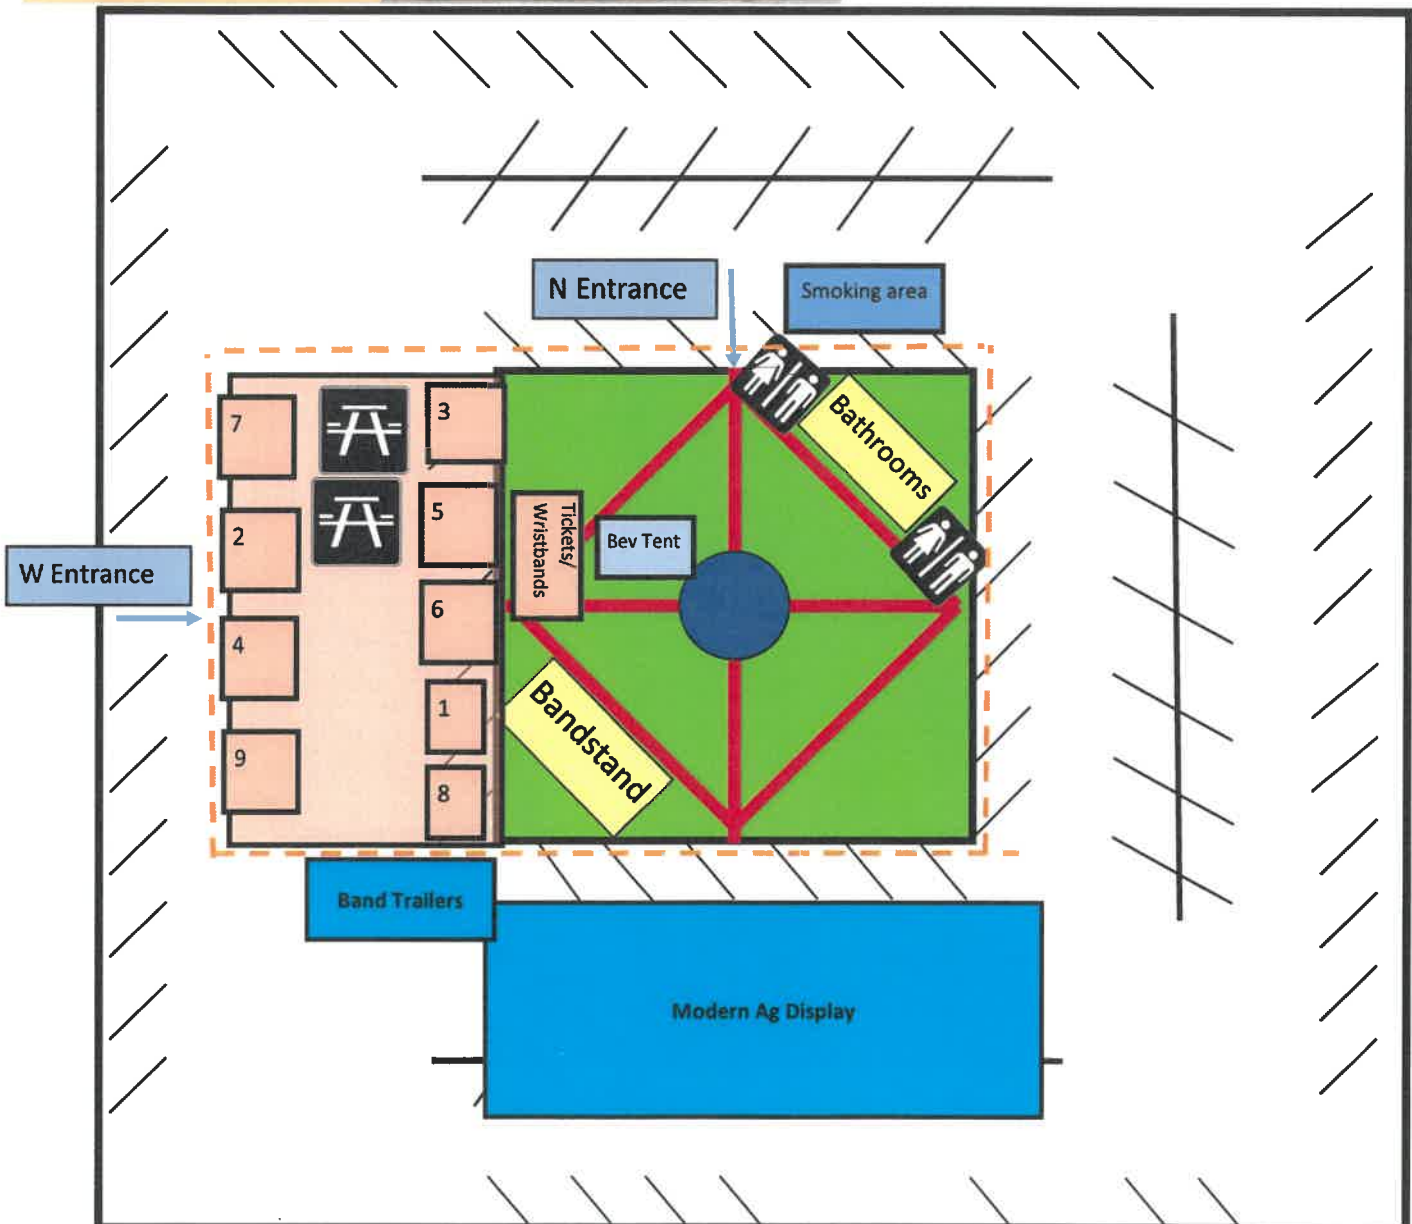 N Entrance
Smoking area
7
3
Bathrooms
2
5
Tickets/
Wristbands
Bev Tent
W Entrance
6
4
1
Bandstand
9
8
Band Trailers
Modern Ag Display